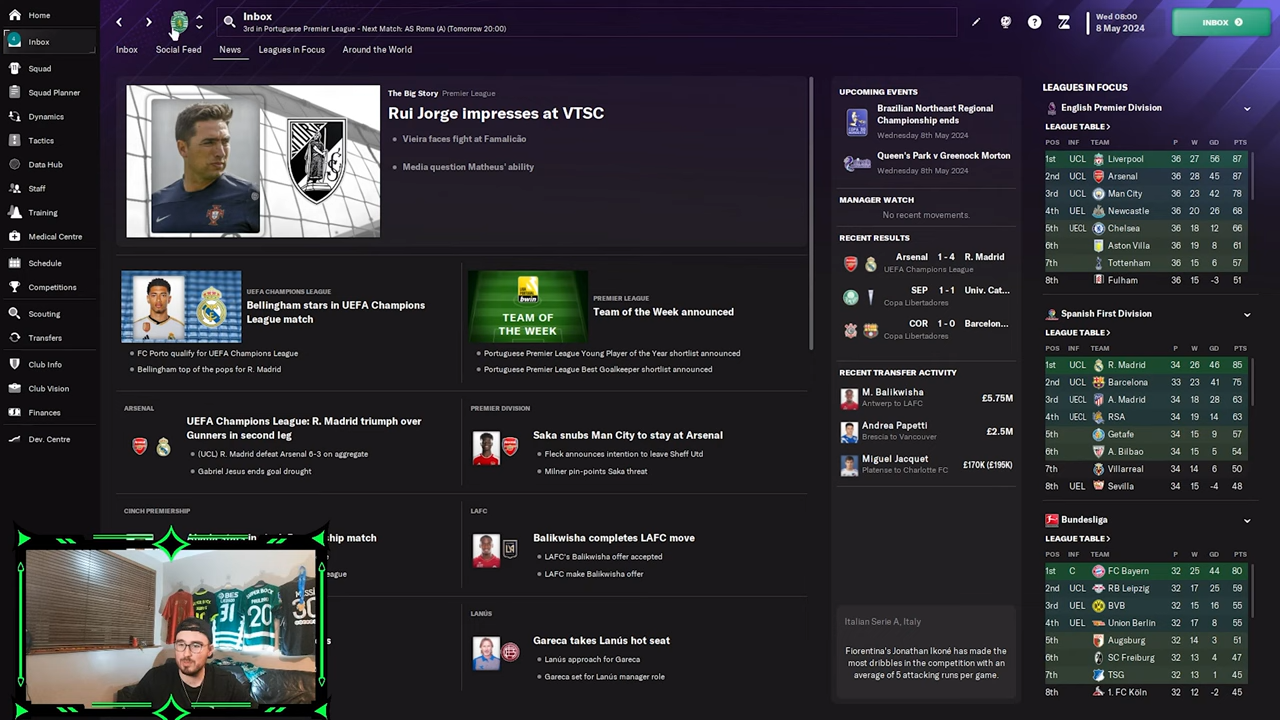 Home
Inbox
Squad
Squad Planner
Dynamics
Tactics
Data Hub
Staff
Training
Medical Centre
Schedule
Competitions
Scouting
Transfers
Club Info
Club Vision
Finances
Dev. Centre
Inbox
3rd in Portuguese Premier League - Next Match: AS Roma (A) (Tomorrow 20:00)
Wed 08:00
8 May 2024
INBOX
Inbox Social Feed News Leagues in Focus Around the World
The Big Story Premier League
Rui Jorge impresses at VTSC
Vieira faces fight at Famalicão
Media question Matheus' ability
UEFA CHAMPIONS LEAGUE
Bellingham stars in UEFA Champions
League match
FC Porto qualify for UEFA Champions League
Bellingham top of the pops for R. Madrid
bwin
TEAM OF
THE WEEK
PREMIER LEAGUE
Team of the Week announced
Portuguese Premier League Young Player of the Year shortlist announced
Portuguese Premier League Best Goalkeeper shortlist announced
ARSENAL
UEFA Champions League: R. Madrid triumph over
Gunners in second leg
(UCL) R. Madrid defeat Arsenal 6-3 on aggregate
Gabriel Jesus ends goal drought
PREMIER DIVISION
Saka snubs Man City to stay at Arsenal
Fleck announces intention to leave Sheff Utd
Milner pin-points Saka threat
CINCH PREMIERSHIP
match
LAFC
Balikwisha completes LAFC move
LAFC's Balikwisha offer accepted
LAFC make Balikwisha offer
LANÚS
Gareca takes Lanús hot seat
Lanús approach for Gareca
Gareca set for Lanús manager role
BES
31
20
30
UPCOMING EVENTS
Brazilian Northeast Regional
Championship ends
Wednesday 8th May 2024
Queen's Park v Greenock Morton
Wednesday 8th May 2024
MANAGER WATCH
No recent movements.
RECENT RESULTS
Arsenal 1 - 4 R. Madrid
UEFA Champions League
SEP 1 - 1 Univ. Cat...
Copa Libertadores
COR 1 - 0 Barcelon...
Copa Libertadores
RECENT TRANSFER ACTIVITY
M. Balikwisha £5.75M
Antwerp to LAFC
Andrea Papetti £2.5M
Brescia to Vancouver
Miguel Jacquet £170K (£195K)
Platense to Charlotte FC
Italian Serie A, Italy
Fiorentina's Jonathan Ikoné has made the
most dribbles in the competition with an
average of 5 attacking runs per game.
LEAGUES IN FOCUS
English Premier Division
LEAGUE TABLE >
POS INF TEAM P W GD PTS
1st UCL Liverpool 36 27 56 87
2nd UCL Arsenal 36 28 45 87
3rd UCL Man City 36 23 42 78
4th UEL Newcastle 36 20 26 68
5th UECL Chelsea 36 18 12 66
6th Aston Villa 36 19 8 61
7th Tottenham 36 15 6 57
8th Fulham 36 15 -3 51
Spanish First Division
LEAGUE TABLE >
POS INF TEAM P W GD PTS
1st UCL R. Madrid 34 26 46 85
2nd UCL Barcelona 33 23 41 75
3rd UCL A. Madrid 34 18 28 63
4th UCL RSA 34 19 14 63
5th UEL Getafe 34 15 9 57
6th UEL A. Bilbao 34 15 5 54
7th Villarreal 34 14 6 50
8th UEL Sevilla 34 15 -4 48
Bundesliga
LEAGUE TABLE >
POS INF TEAM P W GD PTS
1st C FC Bayern 32 25 44 80
2nd UCL RB Leipzig 32 17 25 59
3rd UEL BVB 32 15 16 55
4th UCL Union Berlin 32 17 8 55
5th Augsburg 32 14 3 51
6th SC Freiburg 32 13 4 47
7th TSG 32 11 1 45
8th 1. FC Köln 32 12 -2 45